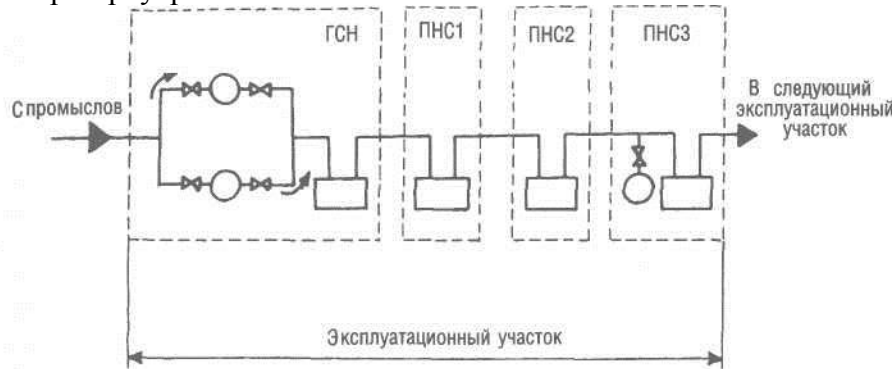 ГСН
ПНС1
ПНС2
ПНС3
С промыслов
В следующий
эксплуатационный
участок
Эксплуатационный участок